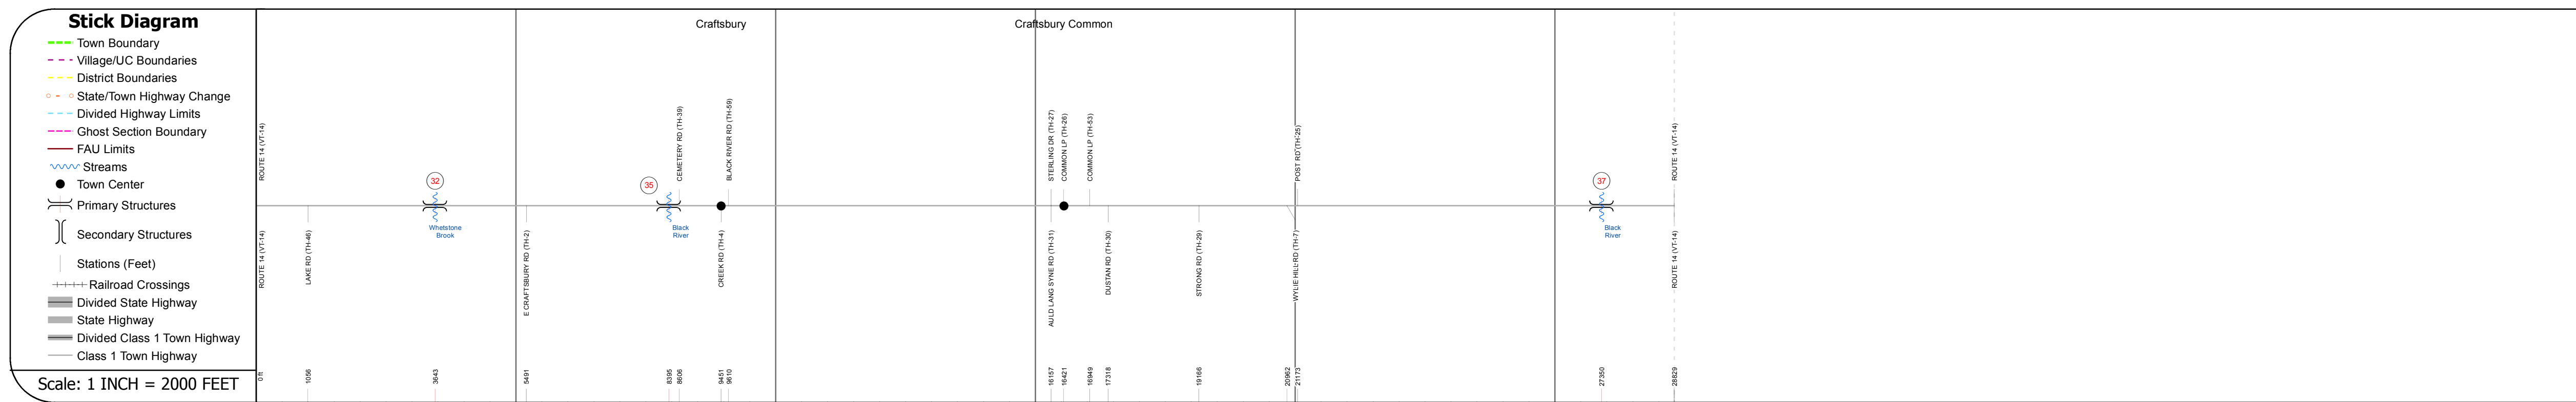 Stick Diagram
Town Boundary
Village/UC Boundaries
District Boundaries
State/Town Highway Change
Divided Highway Limits
Ghost Section Boundary
FAU Limits
Streams
Town Center
Primary Structures
Secondary Structures
Stations (Feet)
Railroad Crossings
Divided State Highway
State Highway
Divided Class 1 Town Highway
Class 1 Town Highway
Scale: 1 INCH = 2000 FEET
Craftsbury
Craftsbury Common
ROUTE 14 (VT-14)
CEMETERY RD (TH-39)
BLACK RIVER RD (TH-59)
STERLING DR (TH-27)
COMMON LP (TH-26)
COMMON LP (TH-53)
POST RD (TH-25)
ROUTE 14 (VT-14)
32
35
37
Whetstone
Brook
Black
River
Black
River
ROUTE 14 (VT-14)
LAKE RD (TH-46)
E CRAFTSBURY RD (TH-2)
CREEK RD (TH-4)
AULD LANG SYNE RD (TH-31)
DUSTAN RD (TH-30)
STRONG RD (TH-29)
WYLIE HILL RD (TH-7)
ROUTE 14 (VT-14)
0 ft
1056
3643
5491
8395
8606
9451
9610
16157
16421
16949
17318
19166
20962
21173
27350
28829